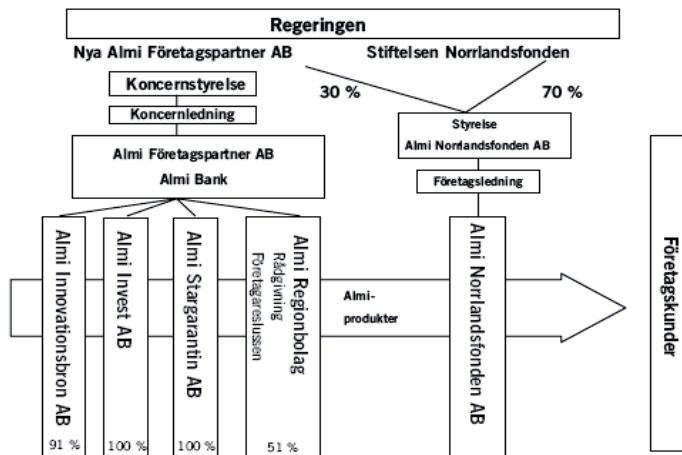 Regeringen
Nya Almi Företagspartner AB
Stiftelsen Norrlandsfonden
Koncernstyrelse
30 %
70 %
Koncernledning
Styrelse
Almi Norrlandsfonden AB
Almi Företagspartner AB
Almi Bank
Företagsledning
Almi Innovationsbron AB
91 %
Almi Invest AB
100 %
Almi Stargarantin AB
100 %
Almi Regionbolag
Rådgivning
Företagareslussen
51 %
Almi-
produkter
Almi Norrlandsfonden AB
Företagskunder